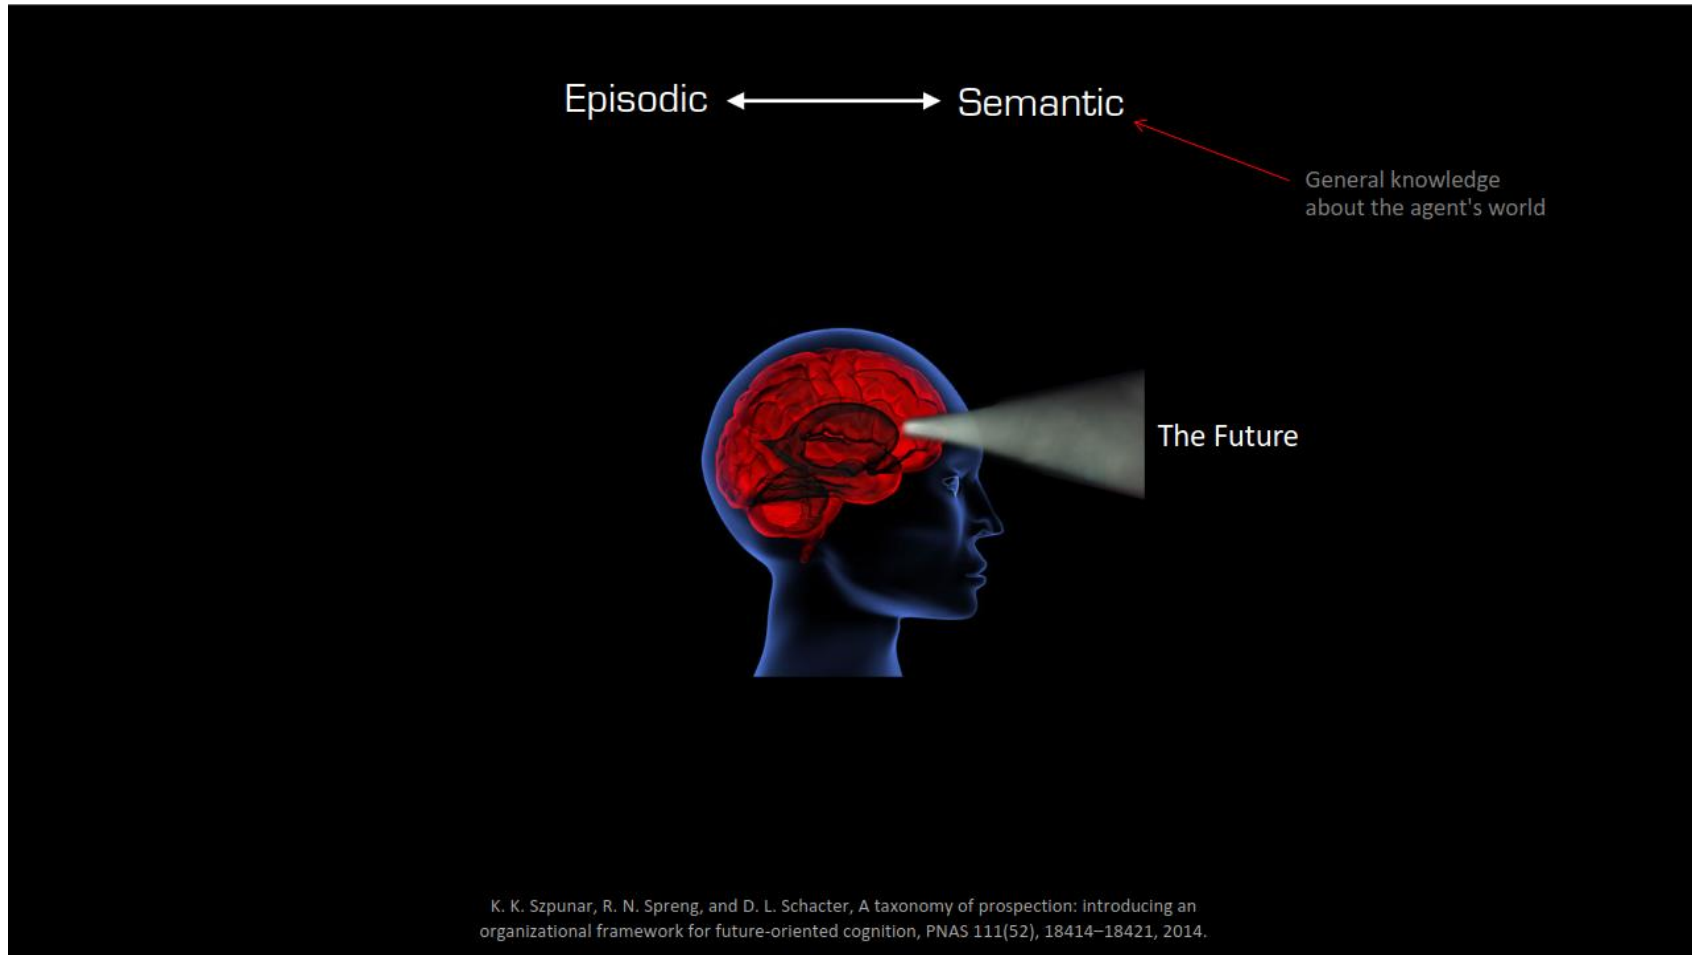 Episodic
Semantic
General knowledge
about the agent's world
The Future
K. K. Szpunar, R. N. Spreng, and D. L. Schacter, A taxonomy of prospection: introducing an
organizational framework for future-oriented cognition, PNAS 111(52), 18414–18421, 2014.